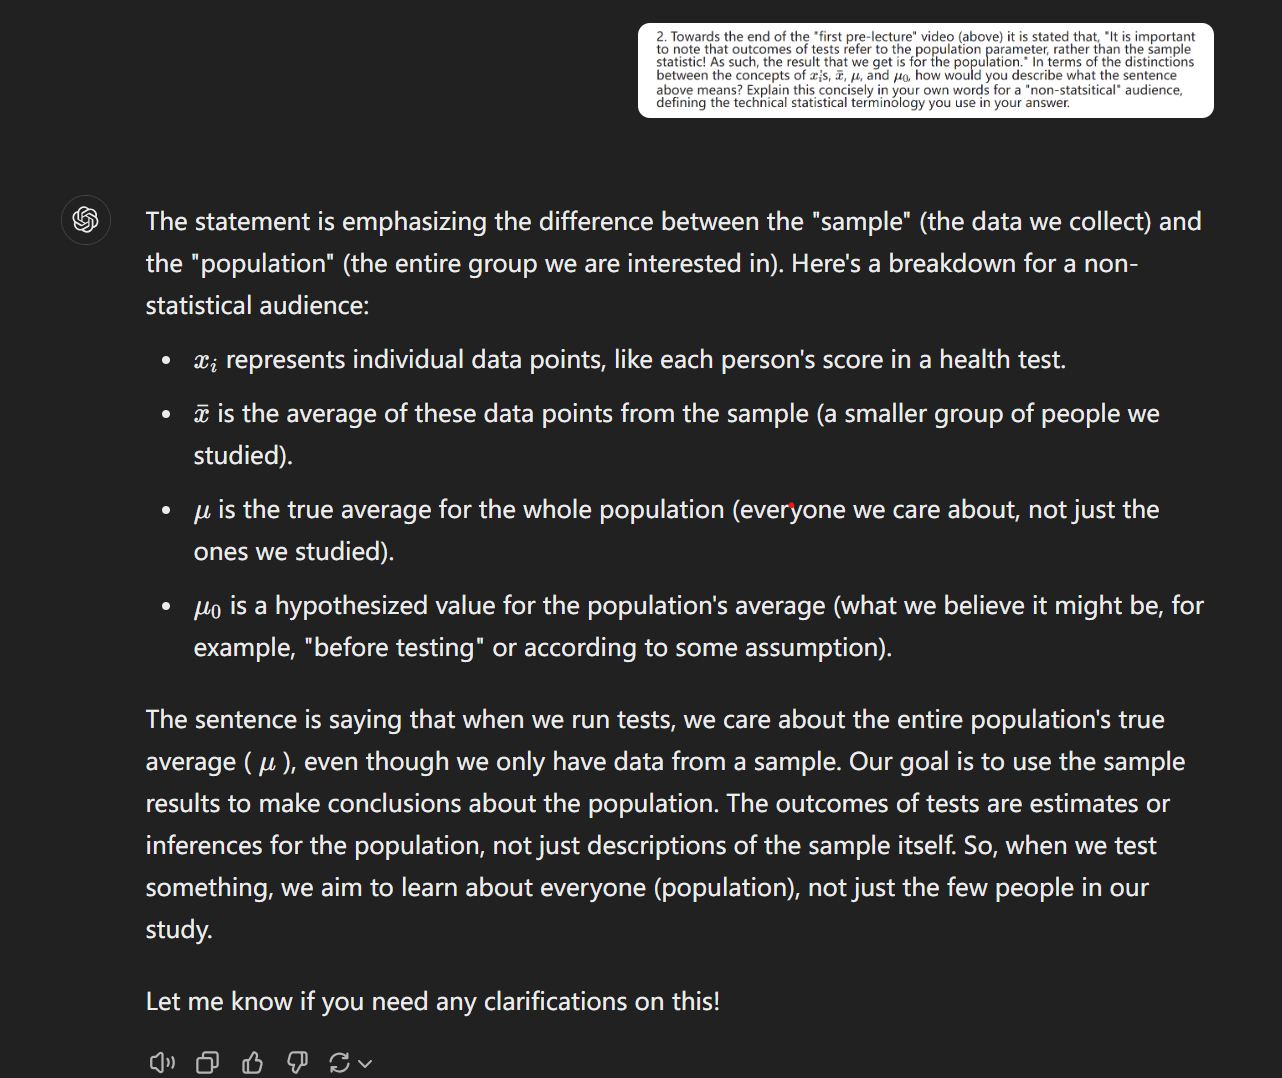 2. Towards the end of the "first pre-lecture" video (above) it is stated that, "It is important
to note that outcomes of tests refer to the population parameter, rather than the sample
statistic! As such, the result that we get is for the population." In terms of the distinctions
between the concepts of xᵢ's, x̄, μ, and μ₀, how would you describe what the sentence
above means? Explain this concisely in your own words for a "non-statsitical" audience,
defining the technical statistical terminology you use in your answer.
The statement is emphasizing the difference between the "sample" (the data we collect) and
the "population" (the entire group we are interested in). Here's a breakdown for a non-
statistical audience:
• xᵢ represents individual data points, like each person's score in a health test.
• x̄ is the average of these data points from the sample (a smaller group of people we
studied).
• μ is the true average for the whole population (everyone we care about, not just the
ones we studied).
• μ₀ is a hypothesized value for the population's average (what we believe it might be, for
example, "before testing" or according to some assumption).
The sentence is saying that when we run tests, we care about the entire population's true
average ( μ ), even though we only have data from a sample. Our goal is to use the sample
results to make conclusions about the population. The outcomes of tests are estimates or
inferences for the population, not just descriptions of the sample itself. So, when we test
something, we aim to learn about everyone (population), not just the few people in our
study.
Let me know if you need any clarifications on this!